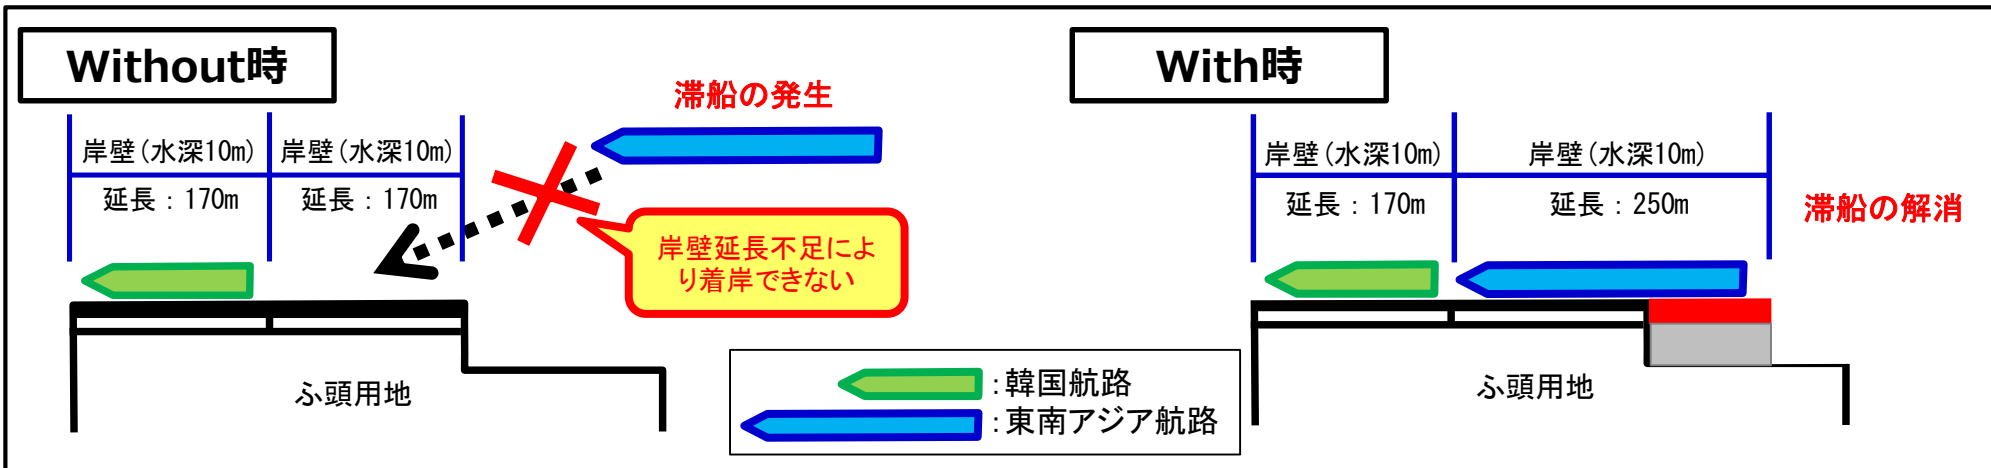 Without時
滞船の発生
岸壁(水深10m)
岸壁(水深10m)
延長：170m
延長：170m
岸壁延長不足によ
り着岸できない
ふ頭用地
With時
岸壁(水深10m)
岸壁(水深10m)
延長：170m
延長：250m
滞船の解消
ふ頭用地
：韓国航路
：東南アジア航路